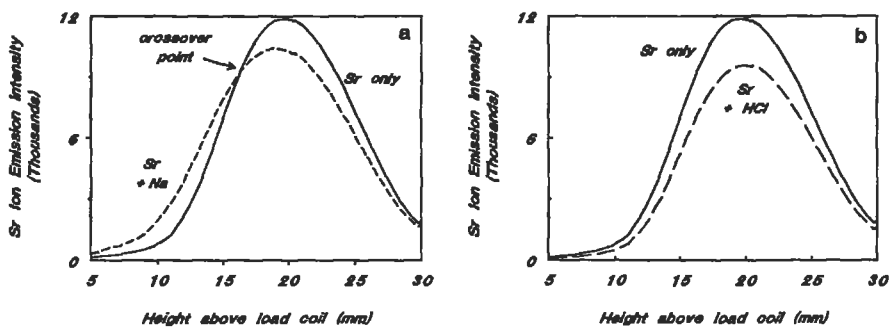 12
6
0
Sr Ion Emission Intensity
(Thousands)
a
crossover
point
Sr only
Sr
+ Na
5 10 15 20 25 30
Height above load coil (mm)
12
6
0
Sr Ion Emission Intensity
(Thousands)
b
Sr only
Sr
+ HCl
5 10 15 20 25 30
Height above load coil (mm)